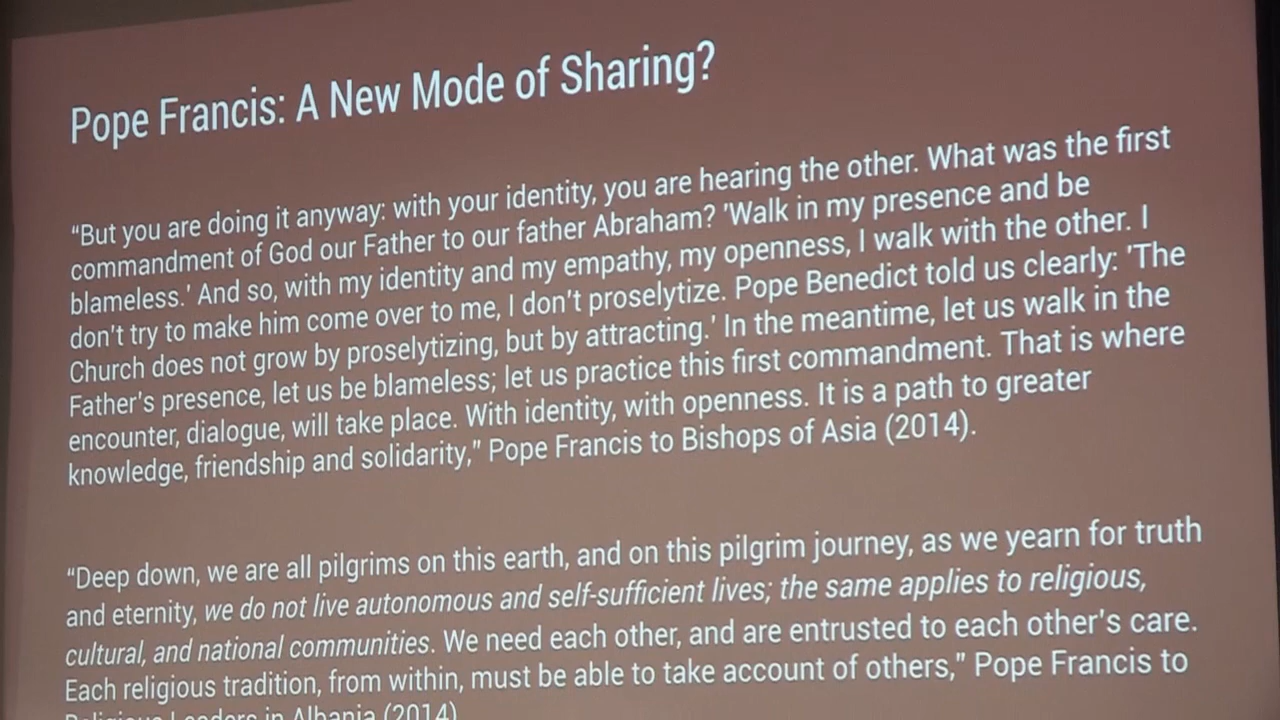 Pope Francis: A New Mode of Sharing?
“But you are doing it anyway: with your identity, you are hearing the other. What was the first
commandment of God our Father to our father Abraham? 'Walk in my presence and be
blameless.' And so, with my identity and my empathy, my openness, I walk with the other. I
don't try to make him come over to me, I don't proselytize. Pope Benedict told us clearly: 'The
Church does not grow by proselytizing, but by attracting.' In the meantime, let us walk in the
Father's presence, let us be blameless; let us practice this first commandment. That is where
encounter, dialogue, will take place. With identity, with openness. It is a path to greater
knowledge, friendship and solidarity,” Pope Francis to Bishops of Asia (2014).
“Deep down, we are all pilgrims on this earth, and on this pilgrim journey, as we yearn for truth
and eternity, we do not live autonomous and self-sufficient lives; the same applies to religious,
cultural, and national communities. We need each other, and are entrusted to each other's care.
Each religious tradition, from within, must be able to take account of others,” Pope Francis to
Religious Leaders in Albania (2014)